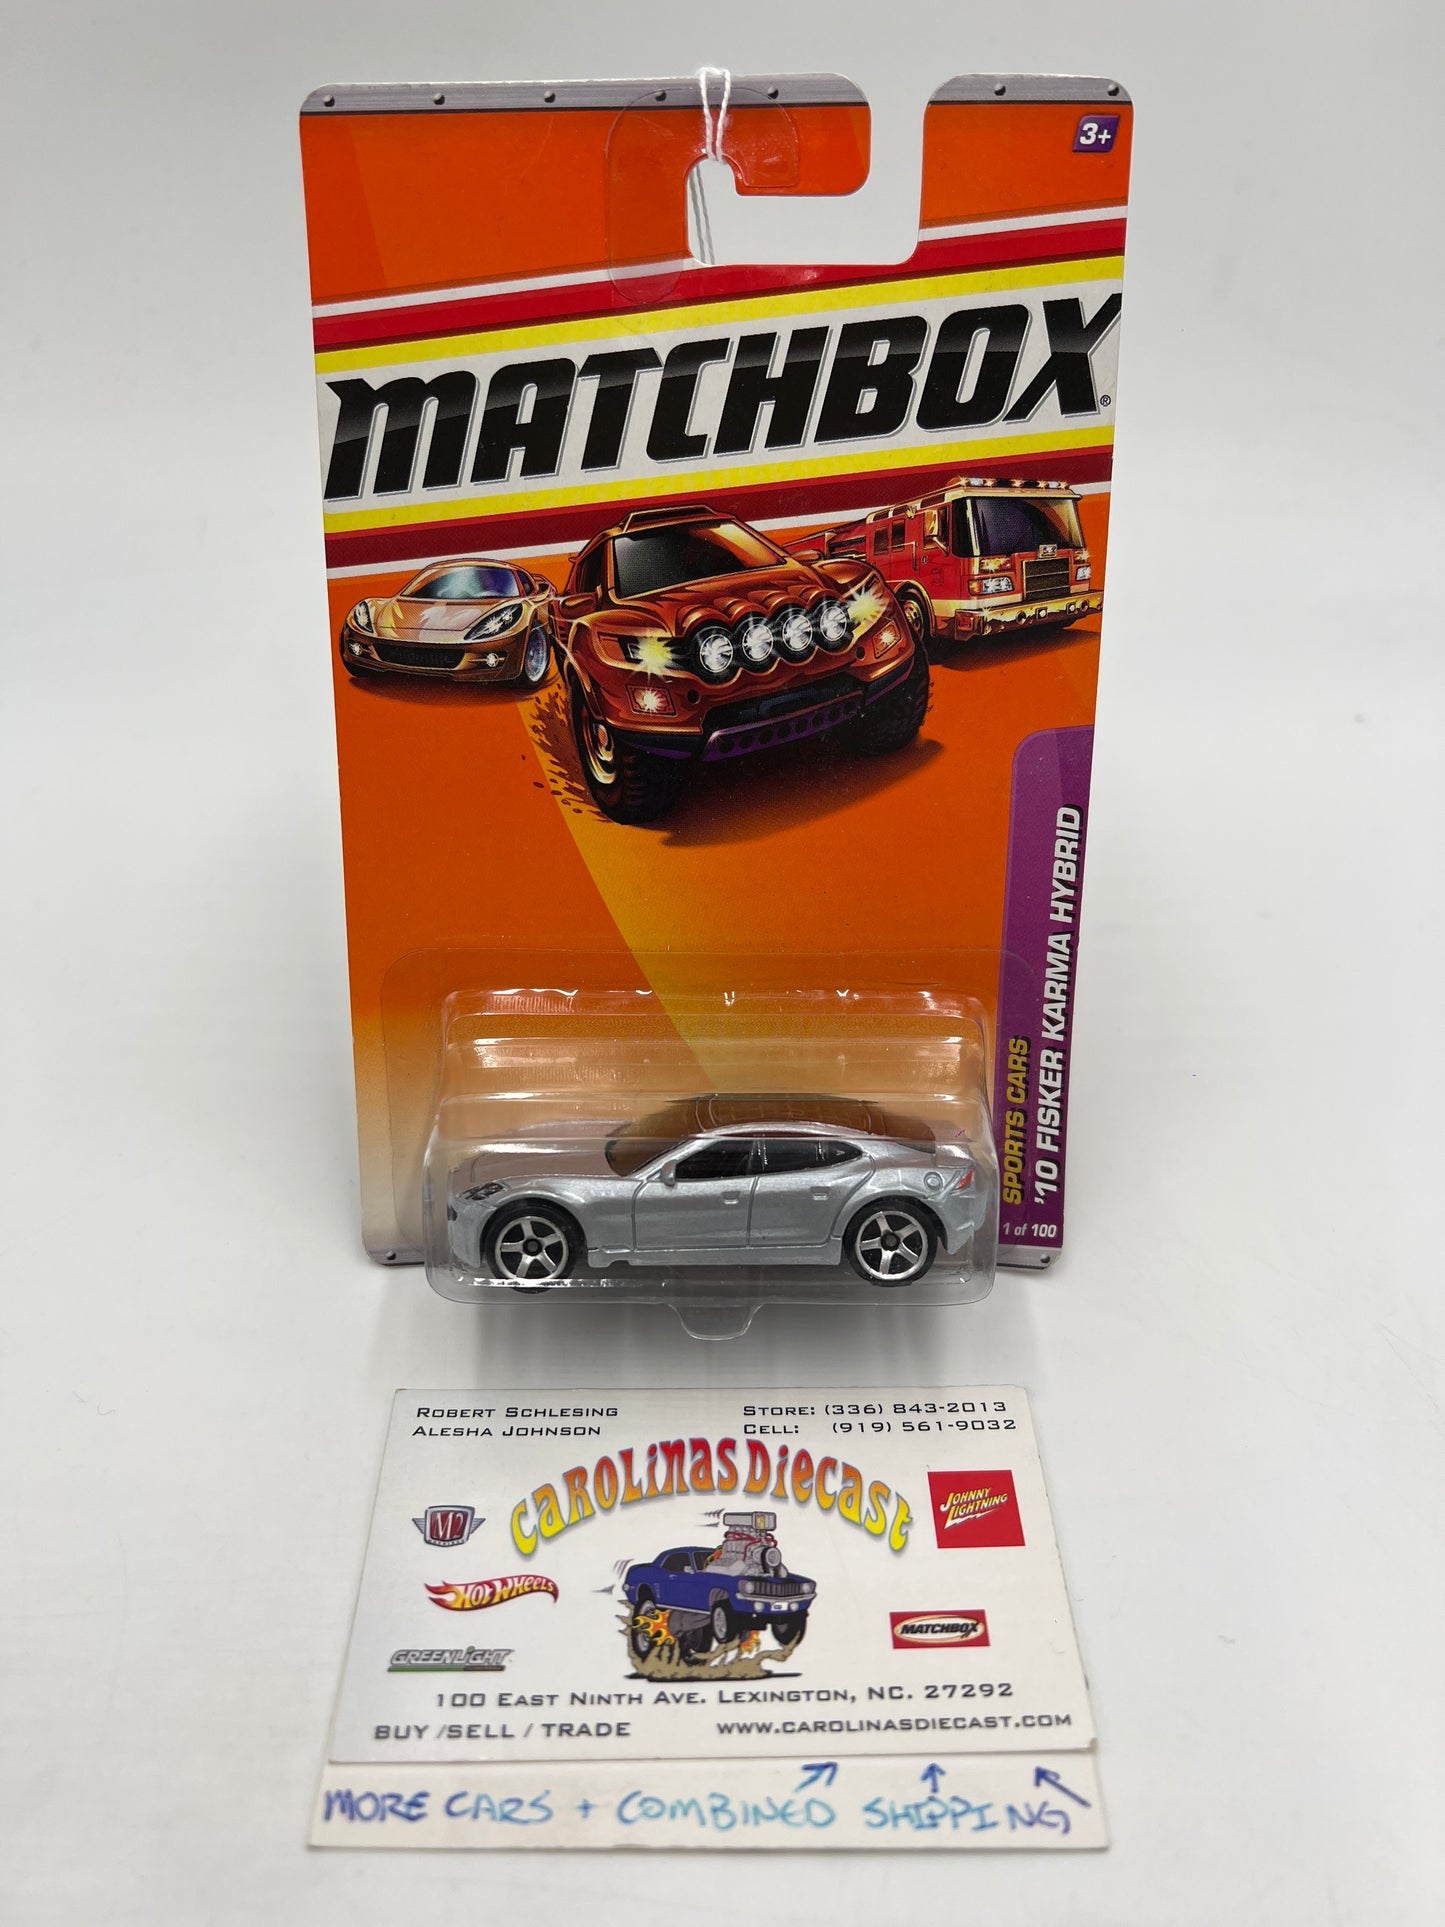 3+
MATCHBOX®
SPORTS CARS
'10 FISKER KARMA HYBRID
1 of 100
ROBERT SCHLESING
ALESHA JOHNSON
STORE: (336) 843-2013
CELL: (919) 561-9032
CAROLINAS DIECAST
M2
JOHNNY LIGHTNING
HOT WHEELS
MATCHBOX
GREENLIGHT
100 EAST NINTH AVE. LEXINGTON, NC. 27292
BUY /SELL / TRADE
WWW.CAROLINASDIECAST.COM
MORE CARS + COMBINED SHIPPING